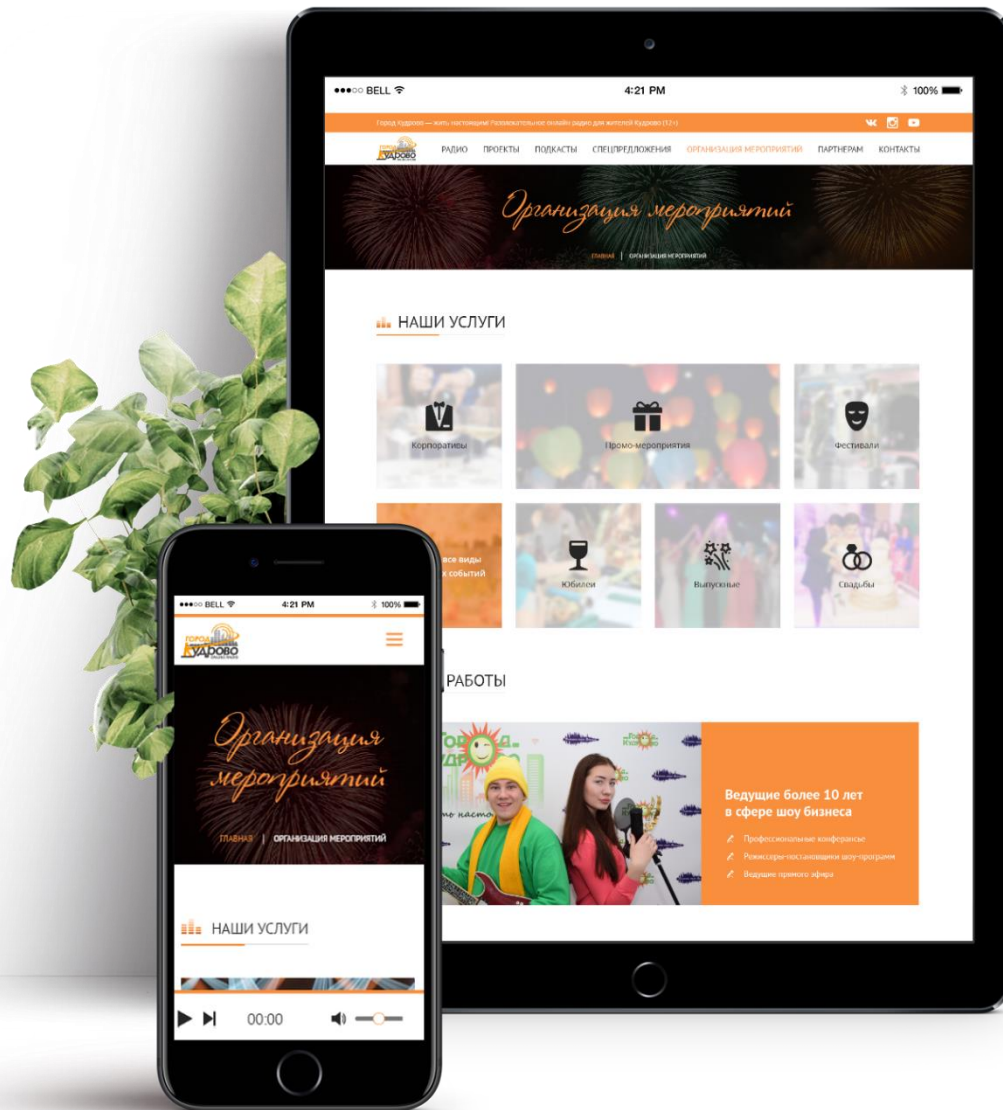 BELL 4:21 PM 100%
Город Кудрово — жить настоящим! Развлекательное онлайн радио для жителей Кудрово (12+)
ГОРОД
КУДРОВО
РАДИО ПРОЕКТЫ ПОДКАСТЫ СПЕЦПРЕДЛОЖЕНИЯ ОРГАНИЗАЦИЯ МЕРОПРИЯТИЙ ПАРТНЕРАМ КОНТАКТЫ
Организация мероприятий
ГЛАВНАЯ | ОРГАНИЗАЦИЯ МЕРОПРИЯТИЙ
НАШИ УСЛУГИ
Корпоративы
Промо-мероприятия
Фестивали
все виды
х событий
Юбилеи
Выпускные
Свадьбы
РАБОТЫ
Ведущие более 10 лет
в сфере шоу бизнеса
Профессиональные конферансье
Режиссеры-постановщики шоу-программ
Ведущие прямого эфира
BELL 4:21 PM 100%
ГОРОД
КУДРОВО
Организация
мероприятий
ГЛАВНАЯ | ОРГАНИЗАЦИЯ МЕРОПРИЯТИЙ
НАШИ УСЛУГИ
00:00